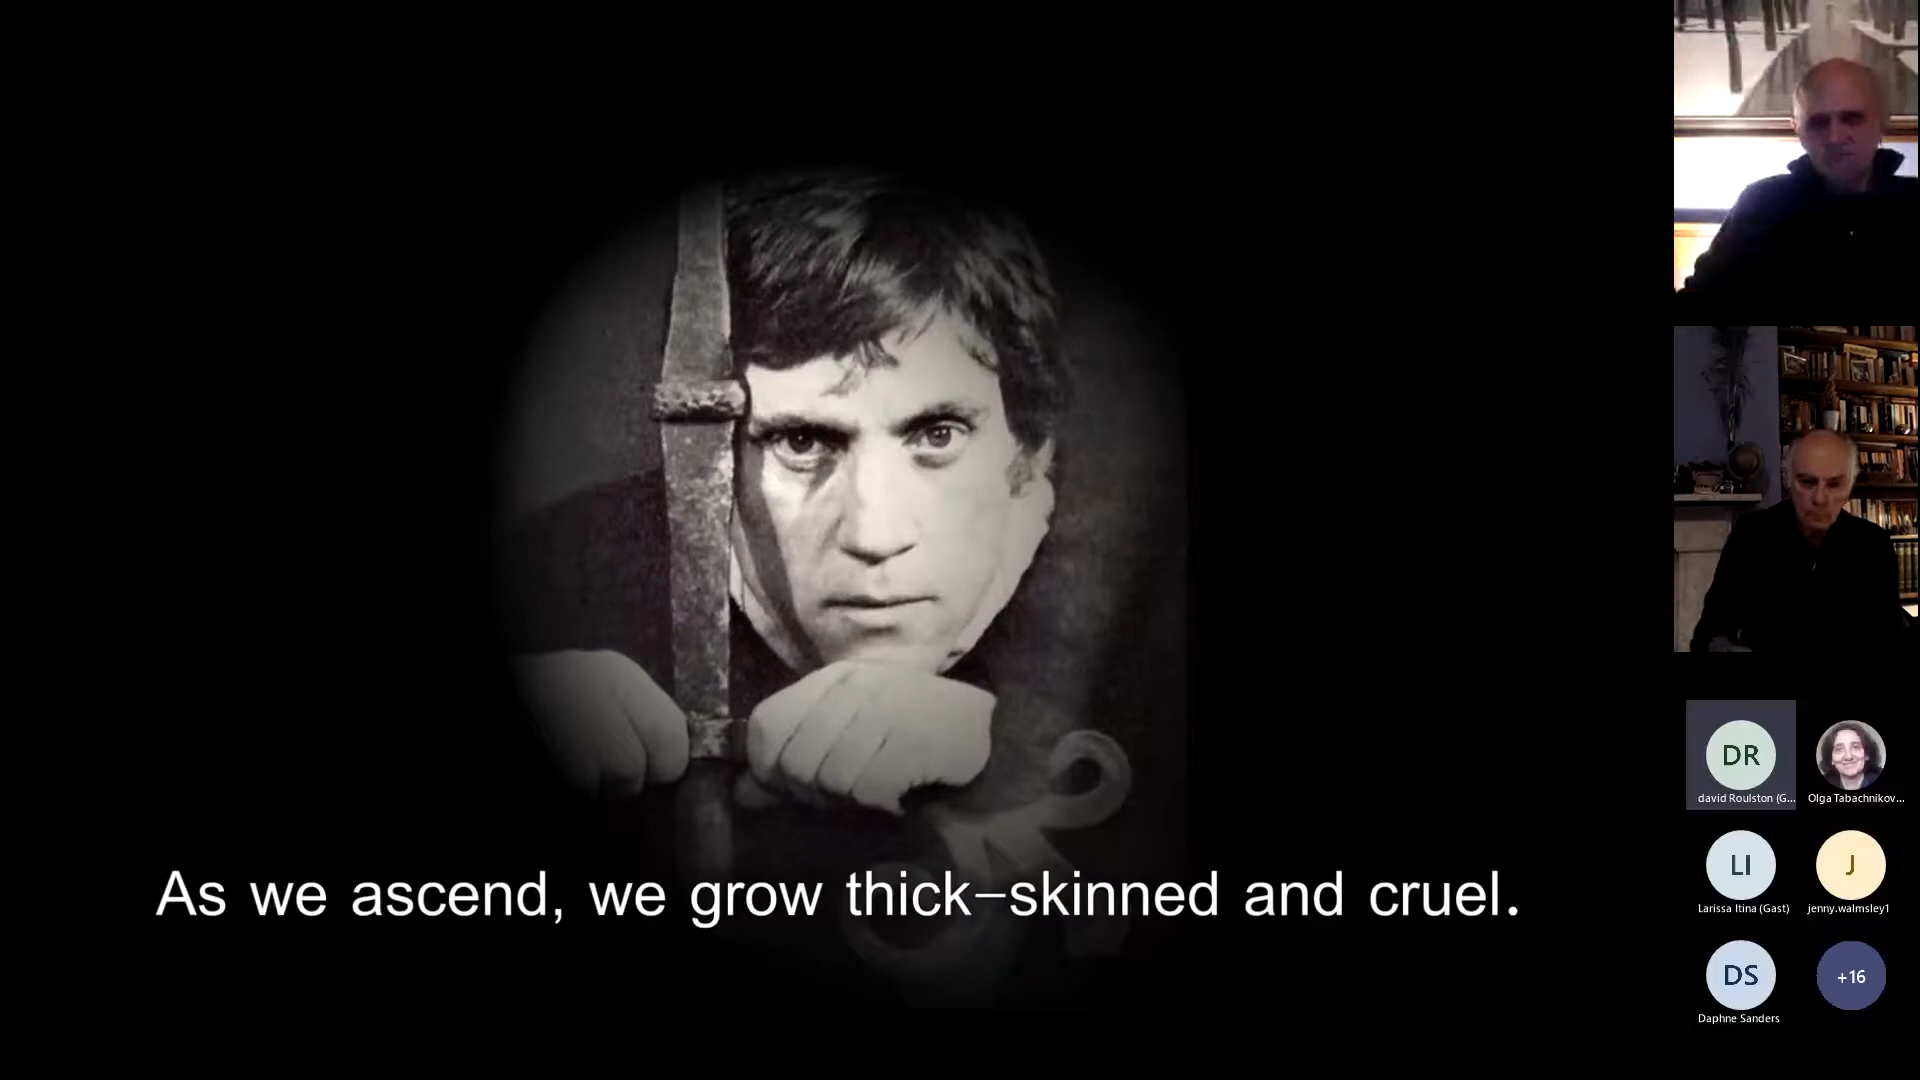 As we ascend, we grow thick–skinned and cruel.
DR
david Roulston (G...
Olga Tabachnikov...
LI
Larissa Itina (Gast)
J
jenny.walmsley1
DS
Daphne Sanders
+16